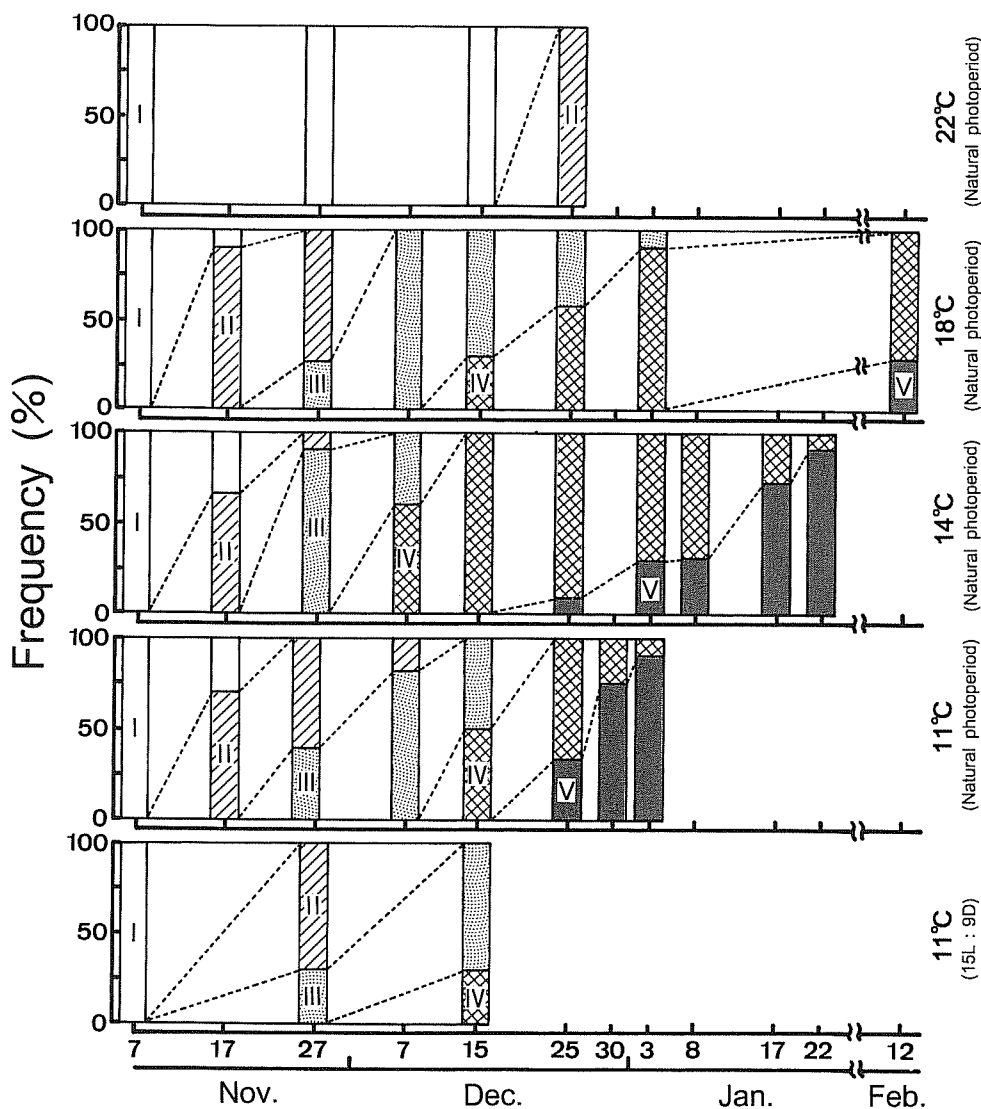 Frequency (%)
100
50
0
I
II
22℃
(Natural photoperiod)
100
50
0
I
II
III
IV
V
18℃
(Natural photoperiod)
100
50
0
I
II
III
IV
V
14℃
(Natural photoperiod)
100
50
0
I
II
III
IV
V
11℃
(Natural photoperiod)
100
50
0
I
II
III
IV
11℃
(15L : 9D)
7 17 27 7 15 25 30 3 8 17 22 12
Nov. Dec. Jan. Feb.